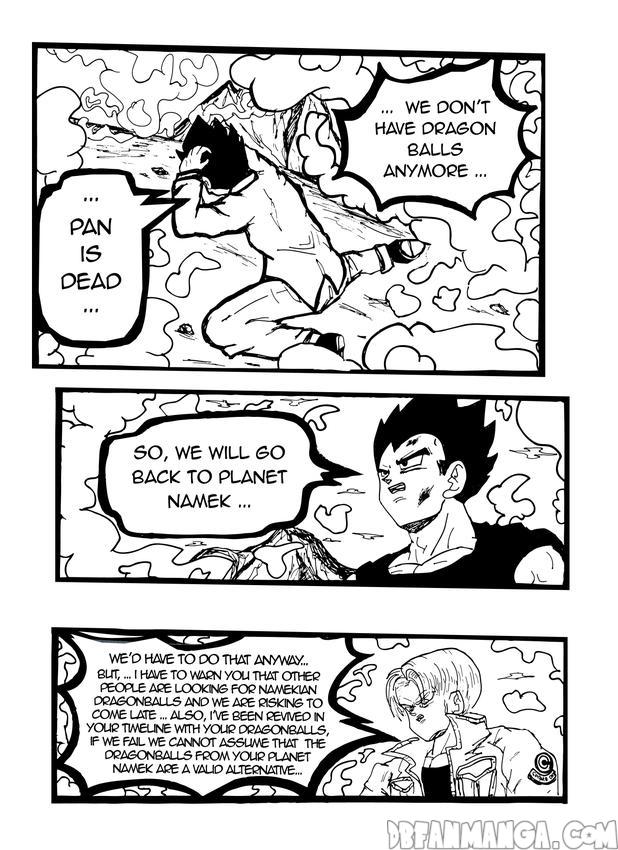 ... WE DON'T
HAVE DRAGON
BALLS
ANYMORE ...
...
PAN
IS
DEAD
...
SO, WE WILL GO
BACK TO PLANET
NAMEK ...
WE'D HAVE TO DO THAT ANYWAY...
BUT, ... I HAVE TO WARN YOU THAT OTHER
PEOPLE ARE LOOKING FOR NAMEKIAN
DRAGONBALLS AND WE ARE RISKING TO
COME LATE ... ALSO, I'VE BEEN REVIVED IN
YOUR TIMELINE WITH YOUR DRAGONBALLS,
IF WE FAIL WE CANNOT ASSUME THAT THE
DRAGONBALLS FROM YOUR PLANET
NAMEK ARE A VALID ALTERNATIVE...
DBFANMANGA.COM